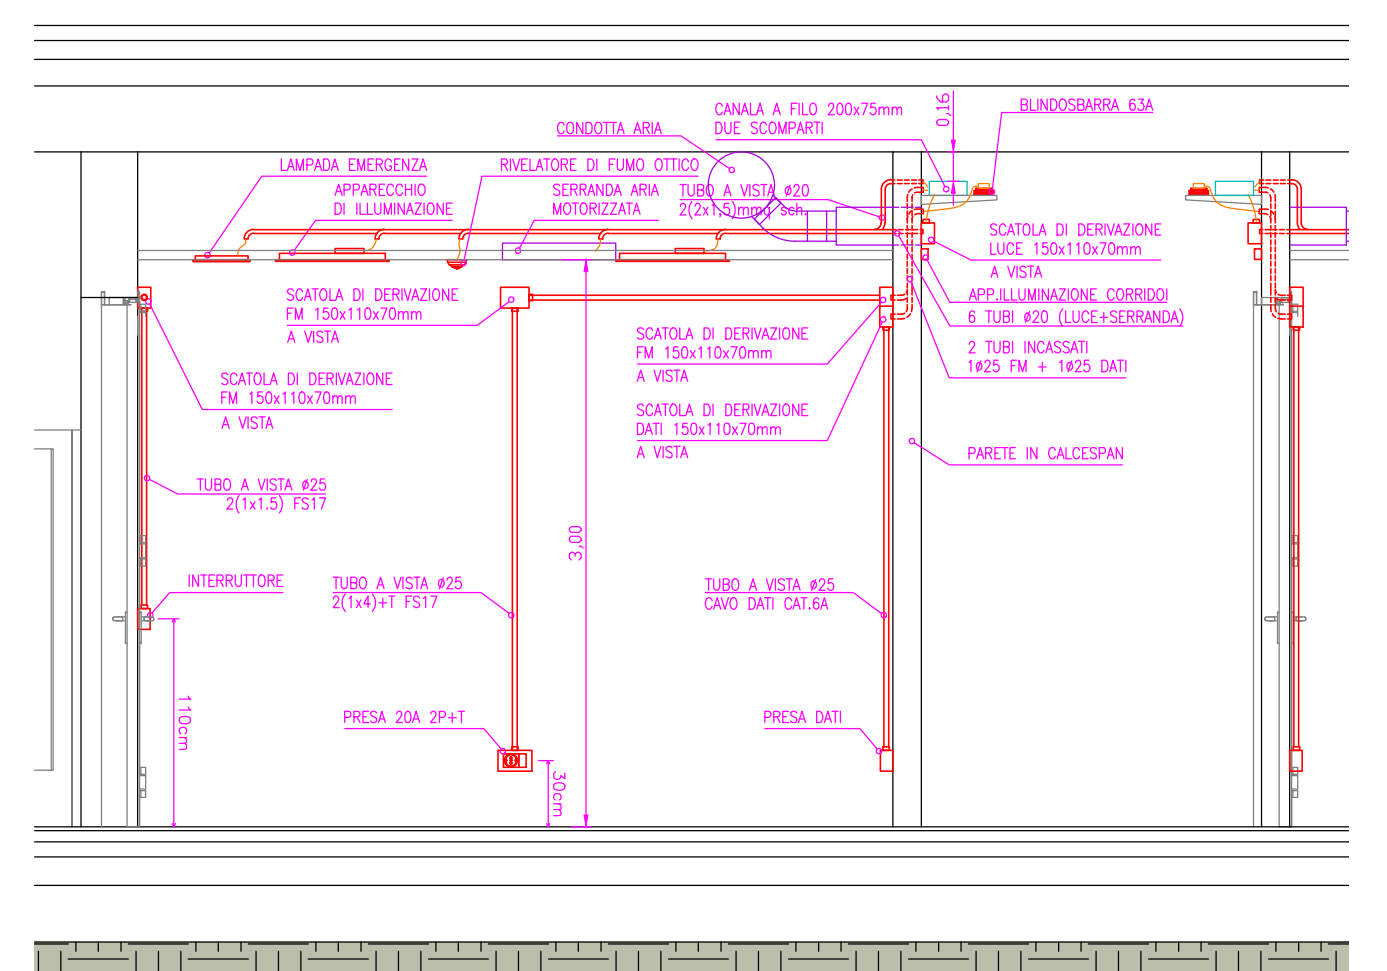 CANALA A FILO 200x75mm
DUE SCOMPARTI
0,16
BLINDOSBARRA 63A
CONDOTTA ARIA
LAMPADA EMERGENZA
RIVELATORE DI FUMO OTTICO
APPARECCHIO
DI ILLUMINAZIONE
SERRANDA ARIA
MOTORIZZATA
TUBO A VISTA ø20
2(2x1,5)mmq sch.
SCATOLA DI DERIVAZIONE
LUCE 150x110x70mm
A VISTA
SCATOLA DI DERIVAZIONE
FM 150x110x70mm
A VISTA
APP.ILLUMINAZIONE CORRIDOI
6 TUBI ø20 (LUCE+SERRANDA)
SCATOLA DI DERIVAZIONE
FM 150x110x70mm
A VISTA
2 TUBI INCASSATI
1ø25 FM + 1ø25 DATI
SCATOLA DI DERIVAZIONE
FM 150x110x70mm
A VISTA
SCATOLA DI DERIVAZIONE
DATI 150x110x70mm
A VISTA
PARETE IN CALCESPAN
TUBO A VISTA ø25
2(1x1.5) FS17
3,00
INTERRUTTORE
TUBO A VISTA ø25
2(1x4)+T FS17
TUBO A VISTA ø25
CAVO DATI CAT.6A
110cm
PRESA 20A 2P+T
PRESA DATI
30cm